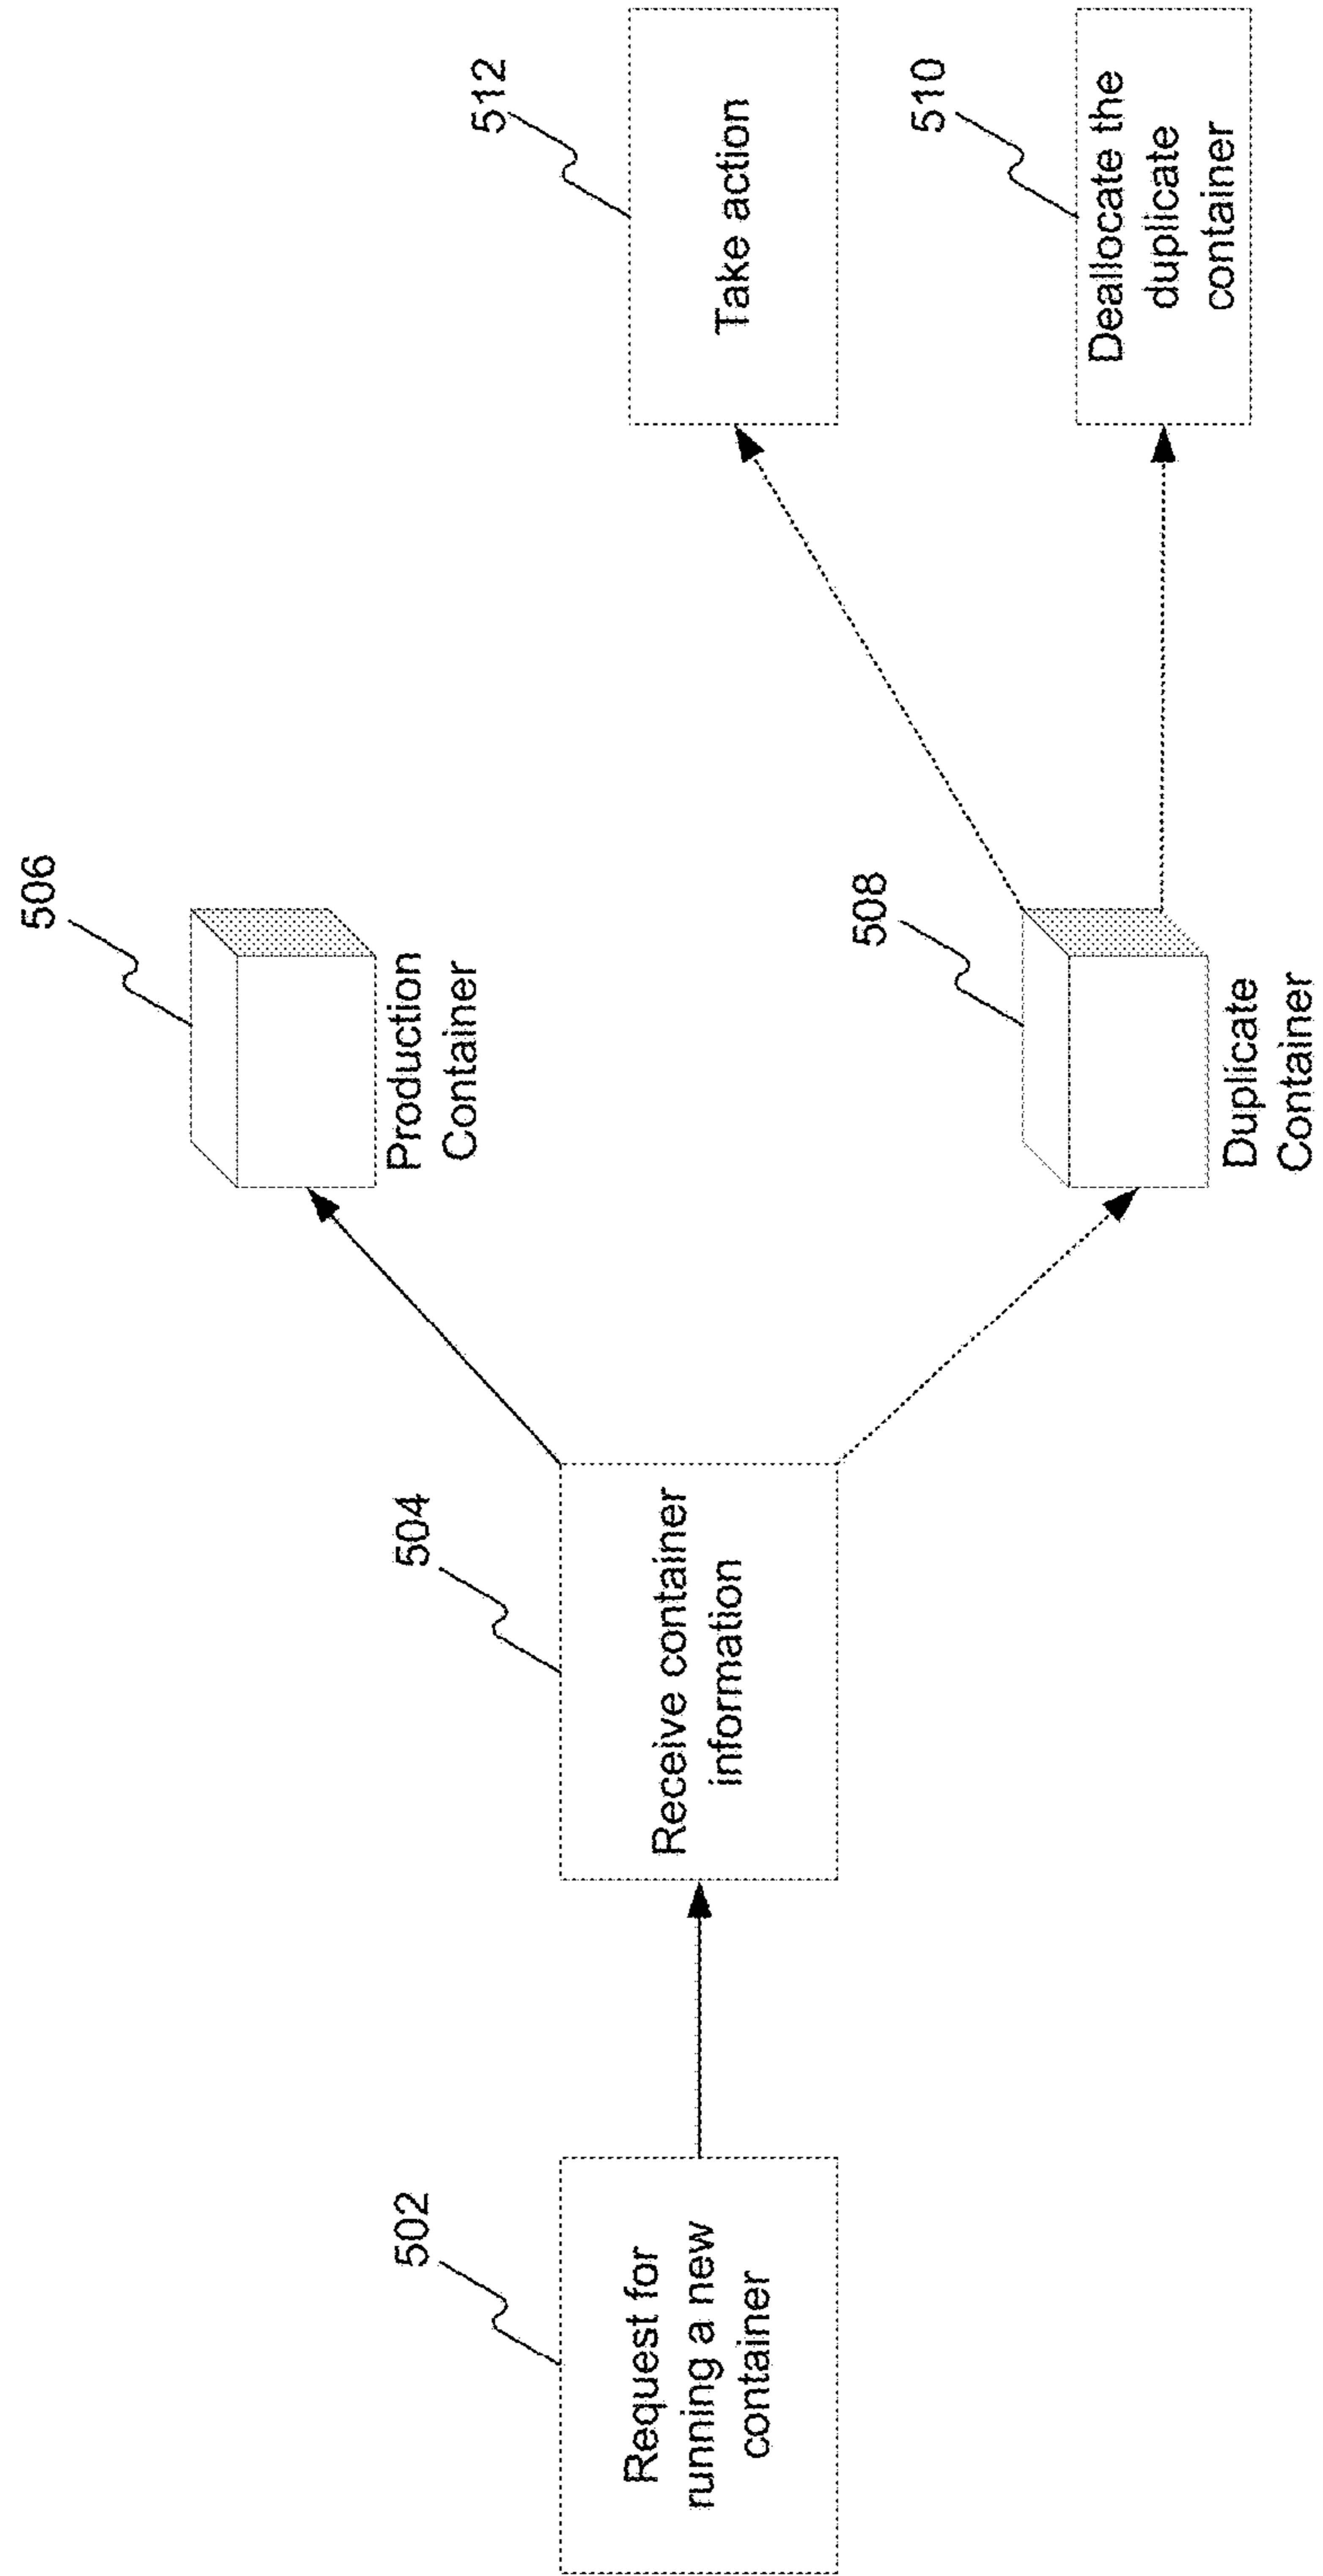 502
Request for
running a new
container
504
Receive container
information
506
Production
Container
508
Duplicate
Container
512
Take action
510
Deallocate the
duplicate
container